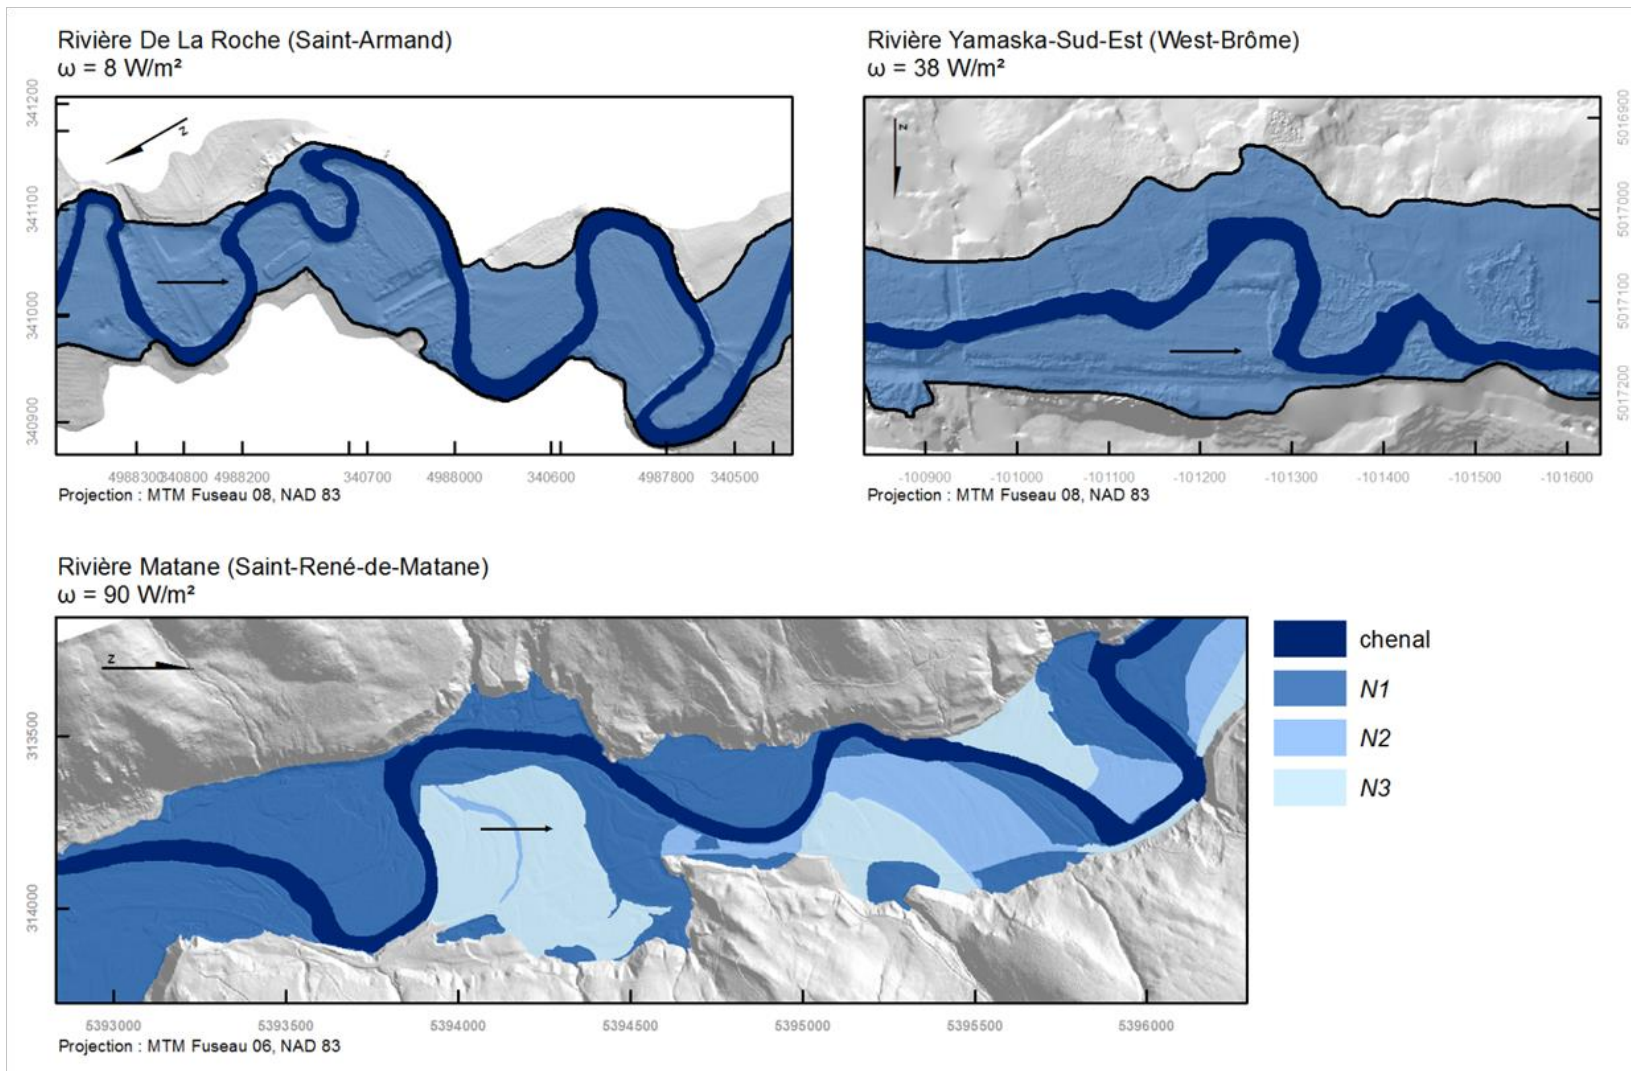 Rivière De La Roche (Saint-Armand)
ω = 8 W/m²
341200
341100
341000
340900
z
4988300 340800 4988200 340700 4988000 340600 4987800 340500
Projection : MTM Fuseau 08, NAD 83
Rivière Yamaska-Sud-Est (West-Brôme)
ω = 38 W/m²
z
5016900
5017000
5017100
5017200
-100900 -101000 -101100 -101200 -101300 -101400 -101500 -101600
Projection : MTM Fuseau 08, NAD 83
Rivière Matane (Saint-René-de-Matane)
ω = 90 W/m²
z
313500
314000
5393000 5393500 5394000 5394500 5395000 5395500 5396000
Projection : MTM Fuseau 06, NAD 83
chenal
N1
N2
N3